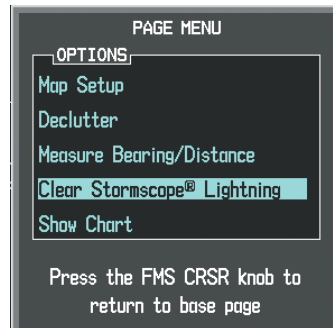 PAGE MENU
OPTIONS
Map Setup
Declutter
Measure Bearing/Distance
Clear Stormscope® Lightning
Show Chart
Press the FMS CRSR knob to
return to base page